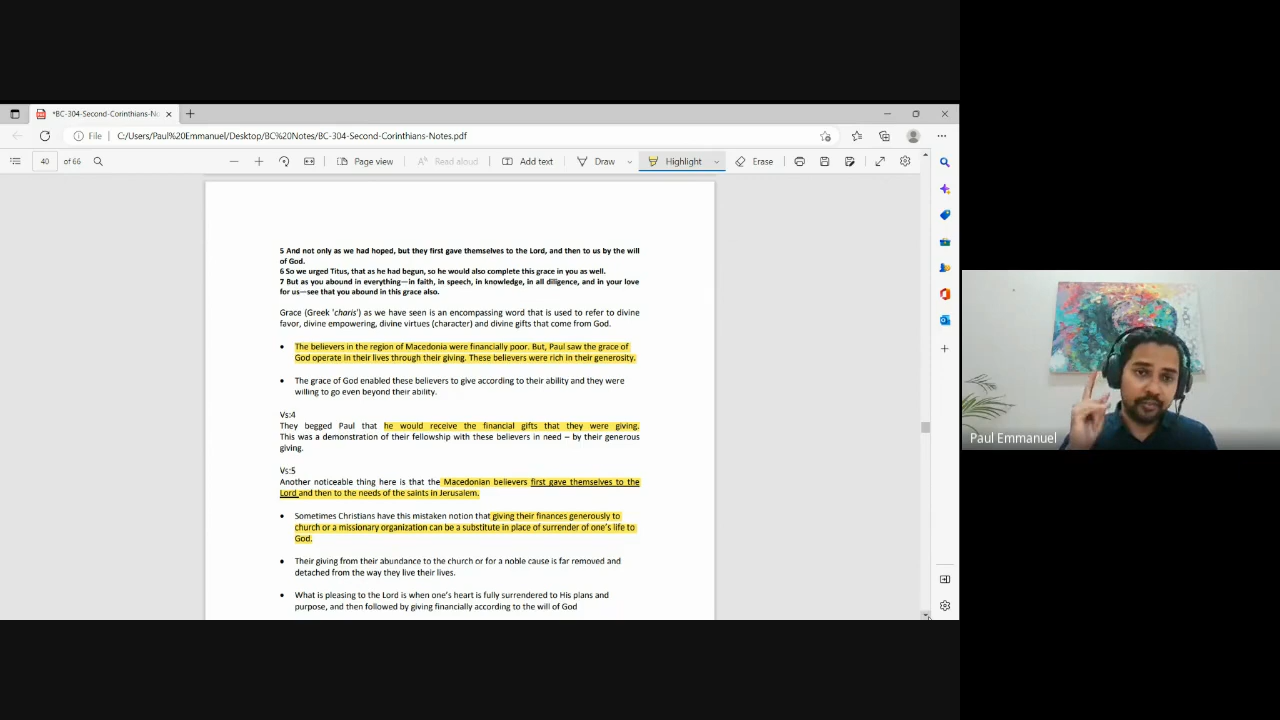 *BC-304-Second-Corinthians-No
File
C:/Users/Paul%20Emmanuel/Desktop/BC%20Notes/BC-304-Second-Corinthians-Notes.pdf
40 of 66
Page view
Read aloud
Add text
Draw
Highlight
Erase
5 And not only as we had hoped, but they first gave themselves to the Lord, and then to us by the will
of God.
6 So we urged Titus, that as he had begun, so he would also complete this grace in you as well.
7 But as you abound in everything—in faith, in speech, in knowledge, in all diligence, and in your love
for us—see that you abound in this grace also.
Grace (Greek 'charis') as we have seen is an encompassing word that is used to refer to divine
favor, divine empowering, divine virtues (character) and divine gifts that come from God.
• The believers in the region of Macedonia were financially poor. But, Paul saw the grace of
God operate in their lives through their giving. These believers were rich in their generosity.
• The grace of God enabled these believers to give according to their ability and they were
willing to go even beyond their ability.
Vs:4
They begged Paul that he would receive the financial gifts that they were giving.
This was a demonstration of their fellowship with these believers in need – by their generous
giving.
Vs:5
Another noticeable thing here is that the Macedonian believers first gave themselves to the
Lord and then to the needs of the saints in Jerusalem.
• Sometimes Christians have this mistaken notion that giving their finances generously to
church or a missionary organization can be a substitute in place of surrender of one's life to
God.
• Their giving from their abundance to the church or for a noble cause is far removed and
detached from the way they live their lives.
• What is pleasing to the Lord is when one's heart is fully surrendered to His plans and
purpose, and then followed by giving financially according to the will of God
Paul Emmanuel